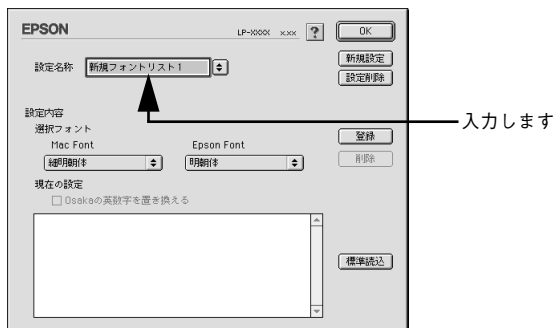 EPSON LP-XXXX x.xx ? OK
設定名称 新規フォントリスト1 新規設定
設定削除
入力します
設定内容
選択フォント 登録
Mac Font Epson Font 削除
細明朝体 明朝体
現在の設定
Osakaの英数字を置き換える
標準読込